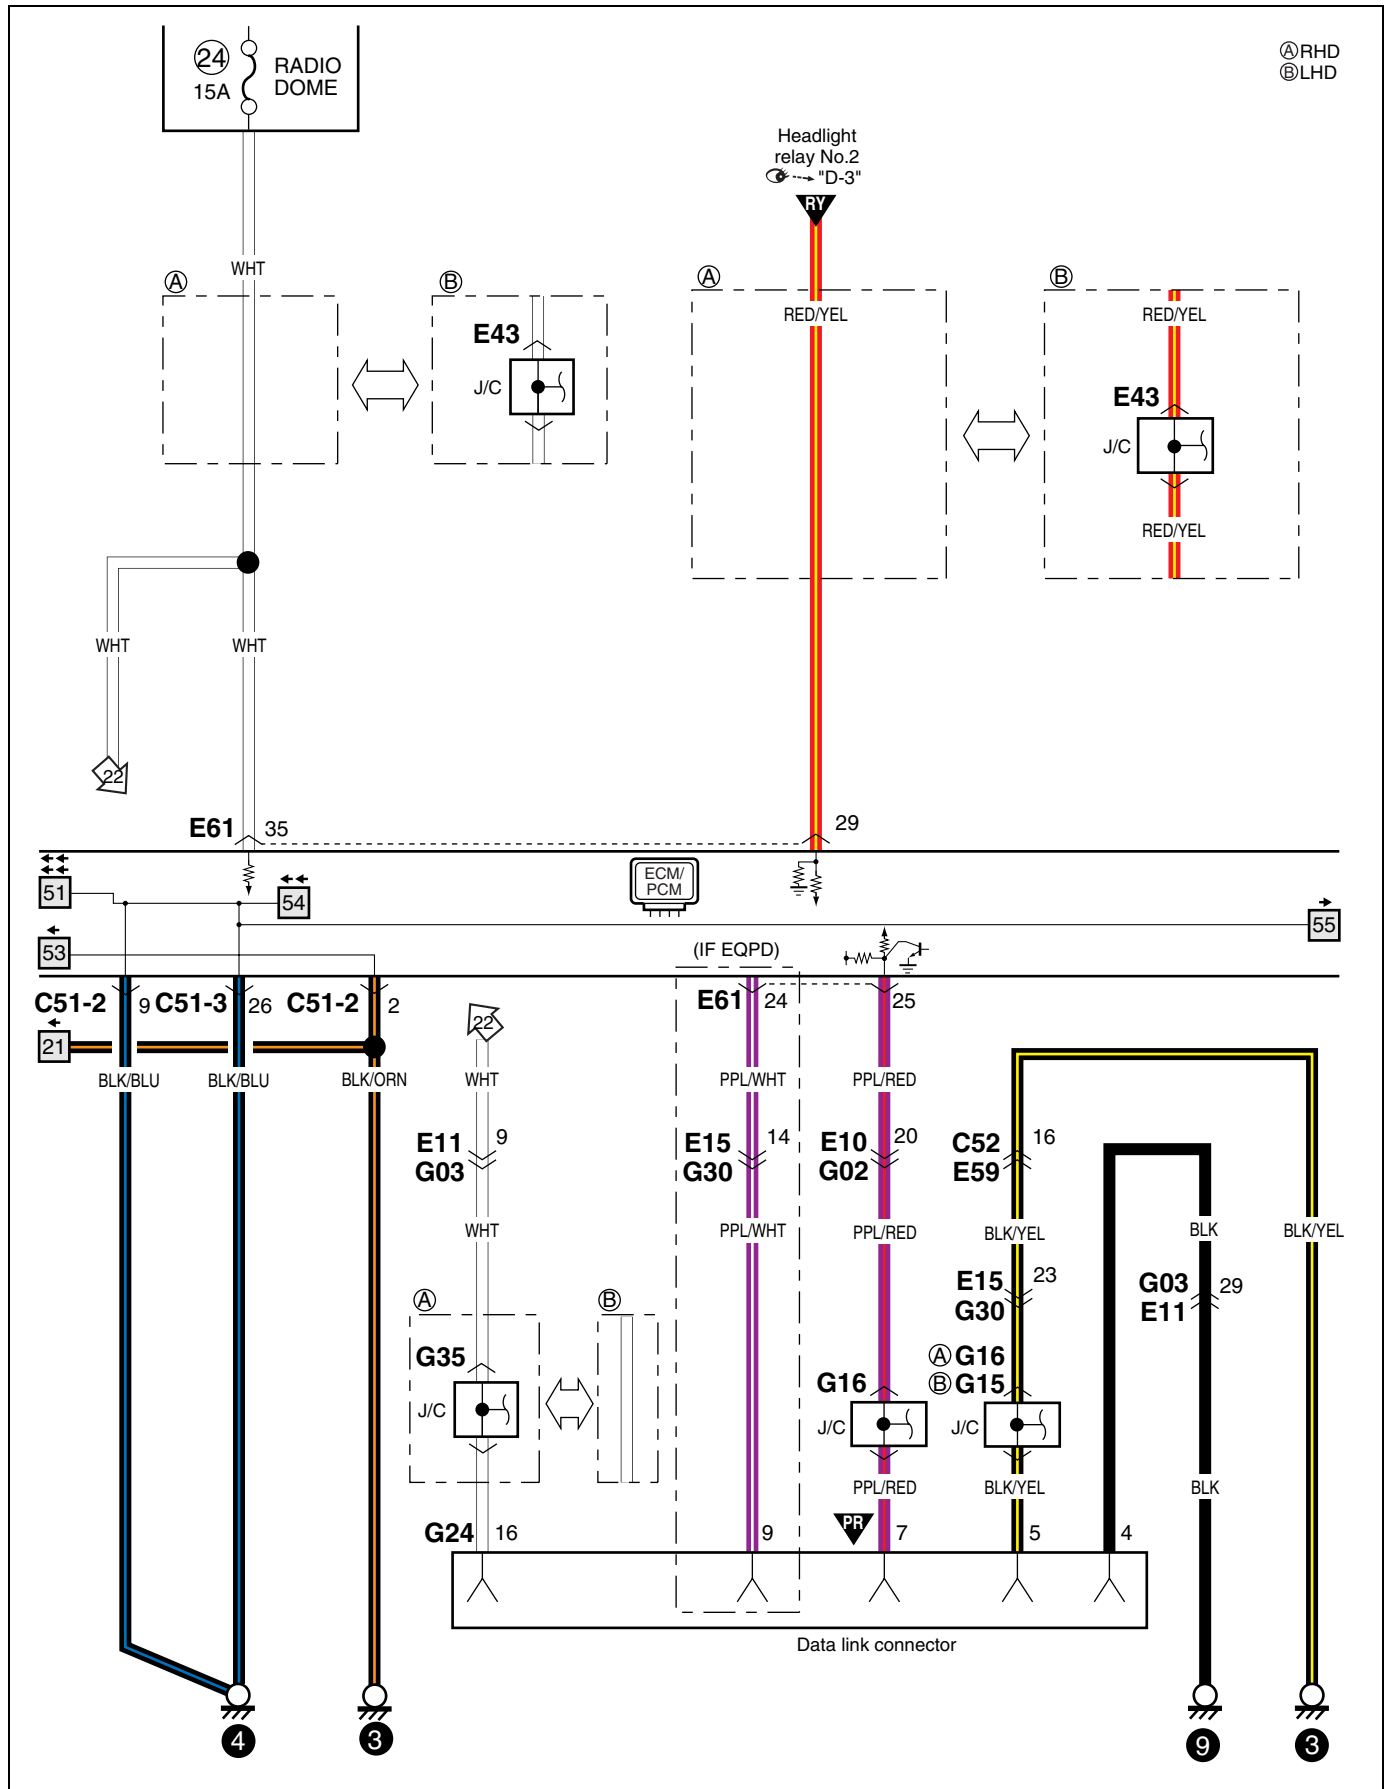 24
15A
RADIO
DOME
Ⓐ RHD
Ⓑ LHD
Headlight
relay No.2
"D-3"
RY
WHT
A
B
A
B
E43
J/C
RED/YEL
RED/YEL
E43
J/C
RED/YEL
WHT
WHT
22
E61 35
29
51
54
ECM/
PCM
53
55
(IF EQPD)
C51-2 9
C51-3 26
C51-2 2
E61 24
25
22
21
BLK/BLU
BLK/BLU
BLK/ORN
WHT
PPL/WHT
PPL/RED
E11 9
G03
E15 14
G30
E10 20
G02
C52 16
E59
WHT
PPL/WHT
PPL/RED
BLK/YEL
BLK
BLK/YEL
E15 23
G30
G03 29
E11
A
B
G35
J/C
G16
J/C
Ⓐ G16
Ⓑ G15
J/C
PPL/RED
BLK/YEL
BLK
PR
G24 16
9
7
5
4
Data link connector
4
3
9
3